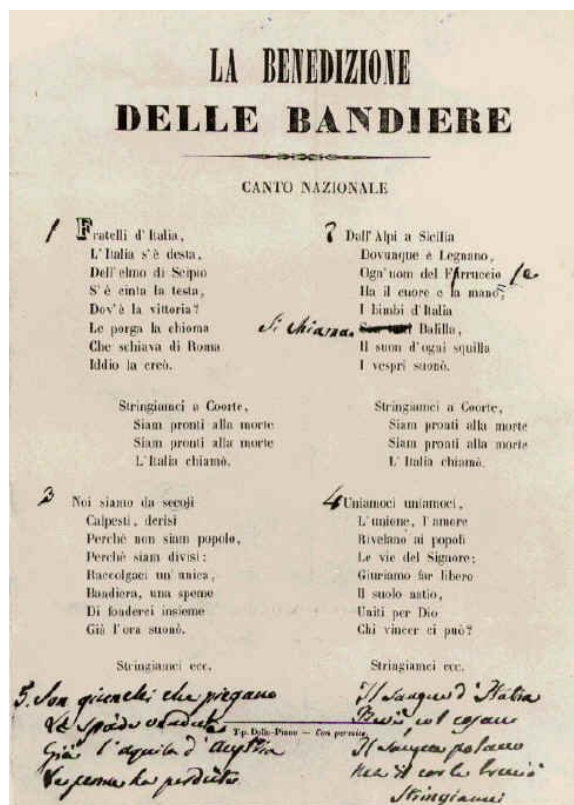 LA BENEDIZIONE
DELLE BANDIERE
CANTO NAZIONALE
1 Fratelli d'Italia,
L'Italia s'è desta,
Dell'elmo di Scipio
S'è cinta la testa,
Dov'è la vittoria?
Le porga la chioma
Che schiava di Roma
Iddio la creò.
Stringiamci a Coorte,
Siam pronti alla morte
Siam pronti alla morte
L'Italia chiamò.
2 Dall'Alpi a Sicilia
Dovunque è Legnano,
Ogn'uom del Ferruccio
Ha il cuore e la mano,
I bimbi d'Italia
Si chiaman Balilla,
Il suon d'ogni squilla
I vespri suonò.
Stringiamci a Coorte,
Siam pronti alla morte
Siam pronti alla morte
L'Italia chiamò.
3 Noi siamo da secoli
Calpesti, derisi
Perchè non siam popolo,
Perchè siam divisi:
Raccolgaci un'unica,
Bandiera, una speme
Di fonderci insieme
Già l'ora suonò.
Stringiamci ecc.
4 Uniamoci uniamoci,
L'unione, l'amore
Rivelano ai popoli
Le vie del Signore;
Giuriamo far libero
Il suolo natio,
Uniti per Dio
Chi vincer ci può?
Stringiamci ecc.
5. Son giunchi che piegano
Le spade vendute
Già l'aquila d'Austria
Le penne ha perdute
Il sangue d'Italia
Bevè col cosacco
Il sangue polacco
Ma il cor le bruciò
Stringiamci
Tip. Delle-Piane — Con permiss.